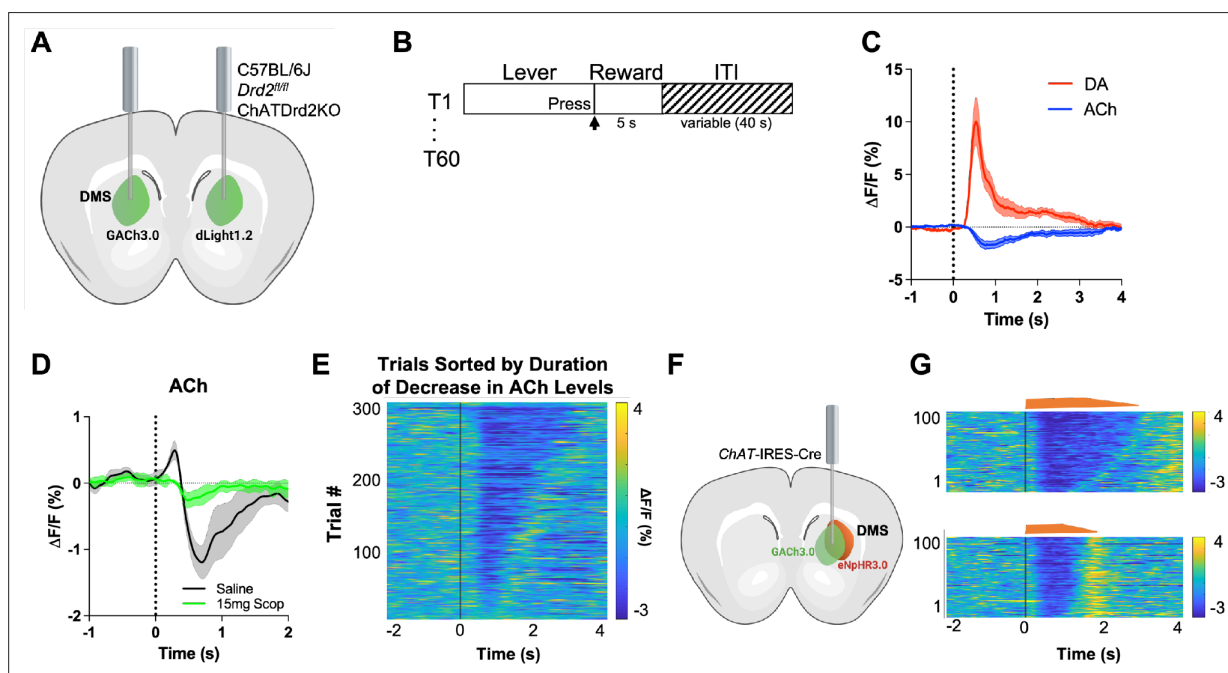 A
C57BL/6J
Drd2fl/fl
ChATDrd2KO
DMS
GACh3.0
dLight1.2
B
Lever Reward ITI
T1
Press
5 s
variable (40 s)
T60
C
DA
ACh
ΔF/F (%)
15
10
5
0
-5
-1 0 1 2 3 4
Time (s)
D
ACh
ΔF/F (%)
1
0
-1
-2
Saline
15mg Scop
-1 0 1 2
Time (s)
E
Trials Sorted by Duration
of Decrease in ACh Levels
Trial #
300
200
100
-2 0 2 4
Time (s)
4
ΔF/F (%)
-3
F
ChAT-IRES-Cre
DMS
GACh3.0
eNpHR3.0
G
100
1
4
-3
100
1
4
-3
-2 0 2 4
Time (s)